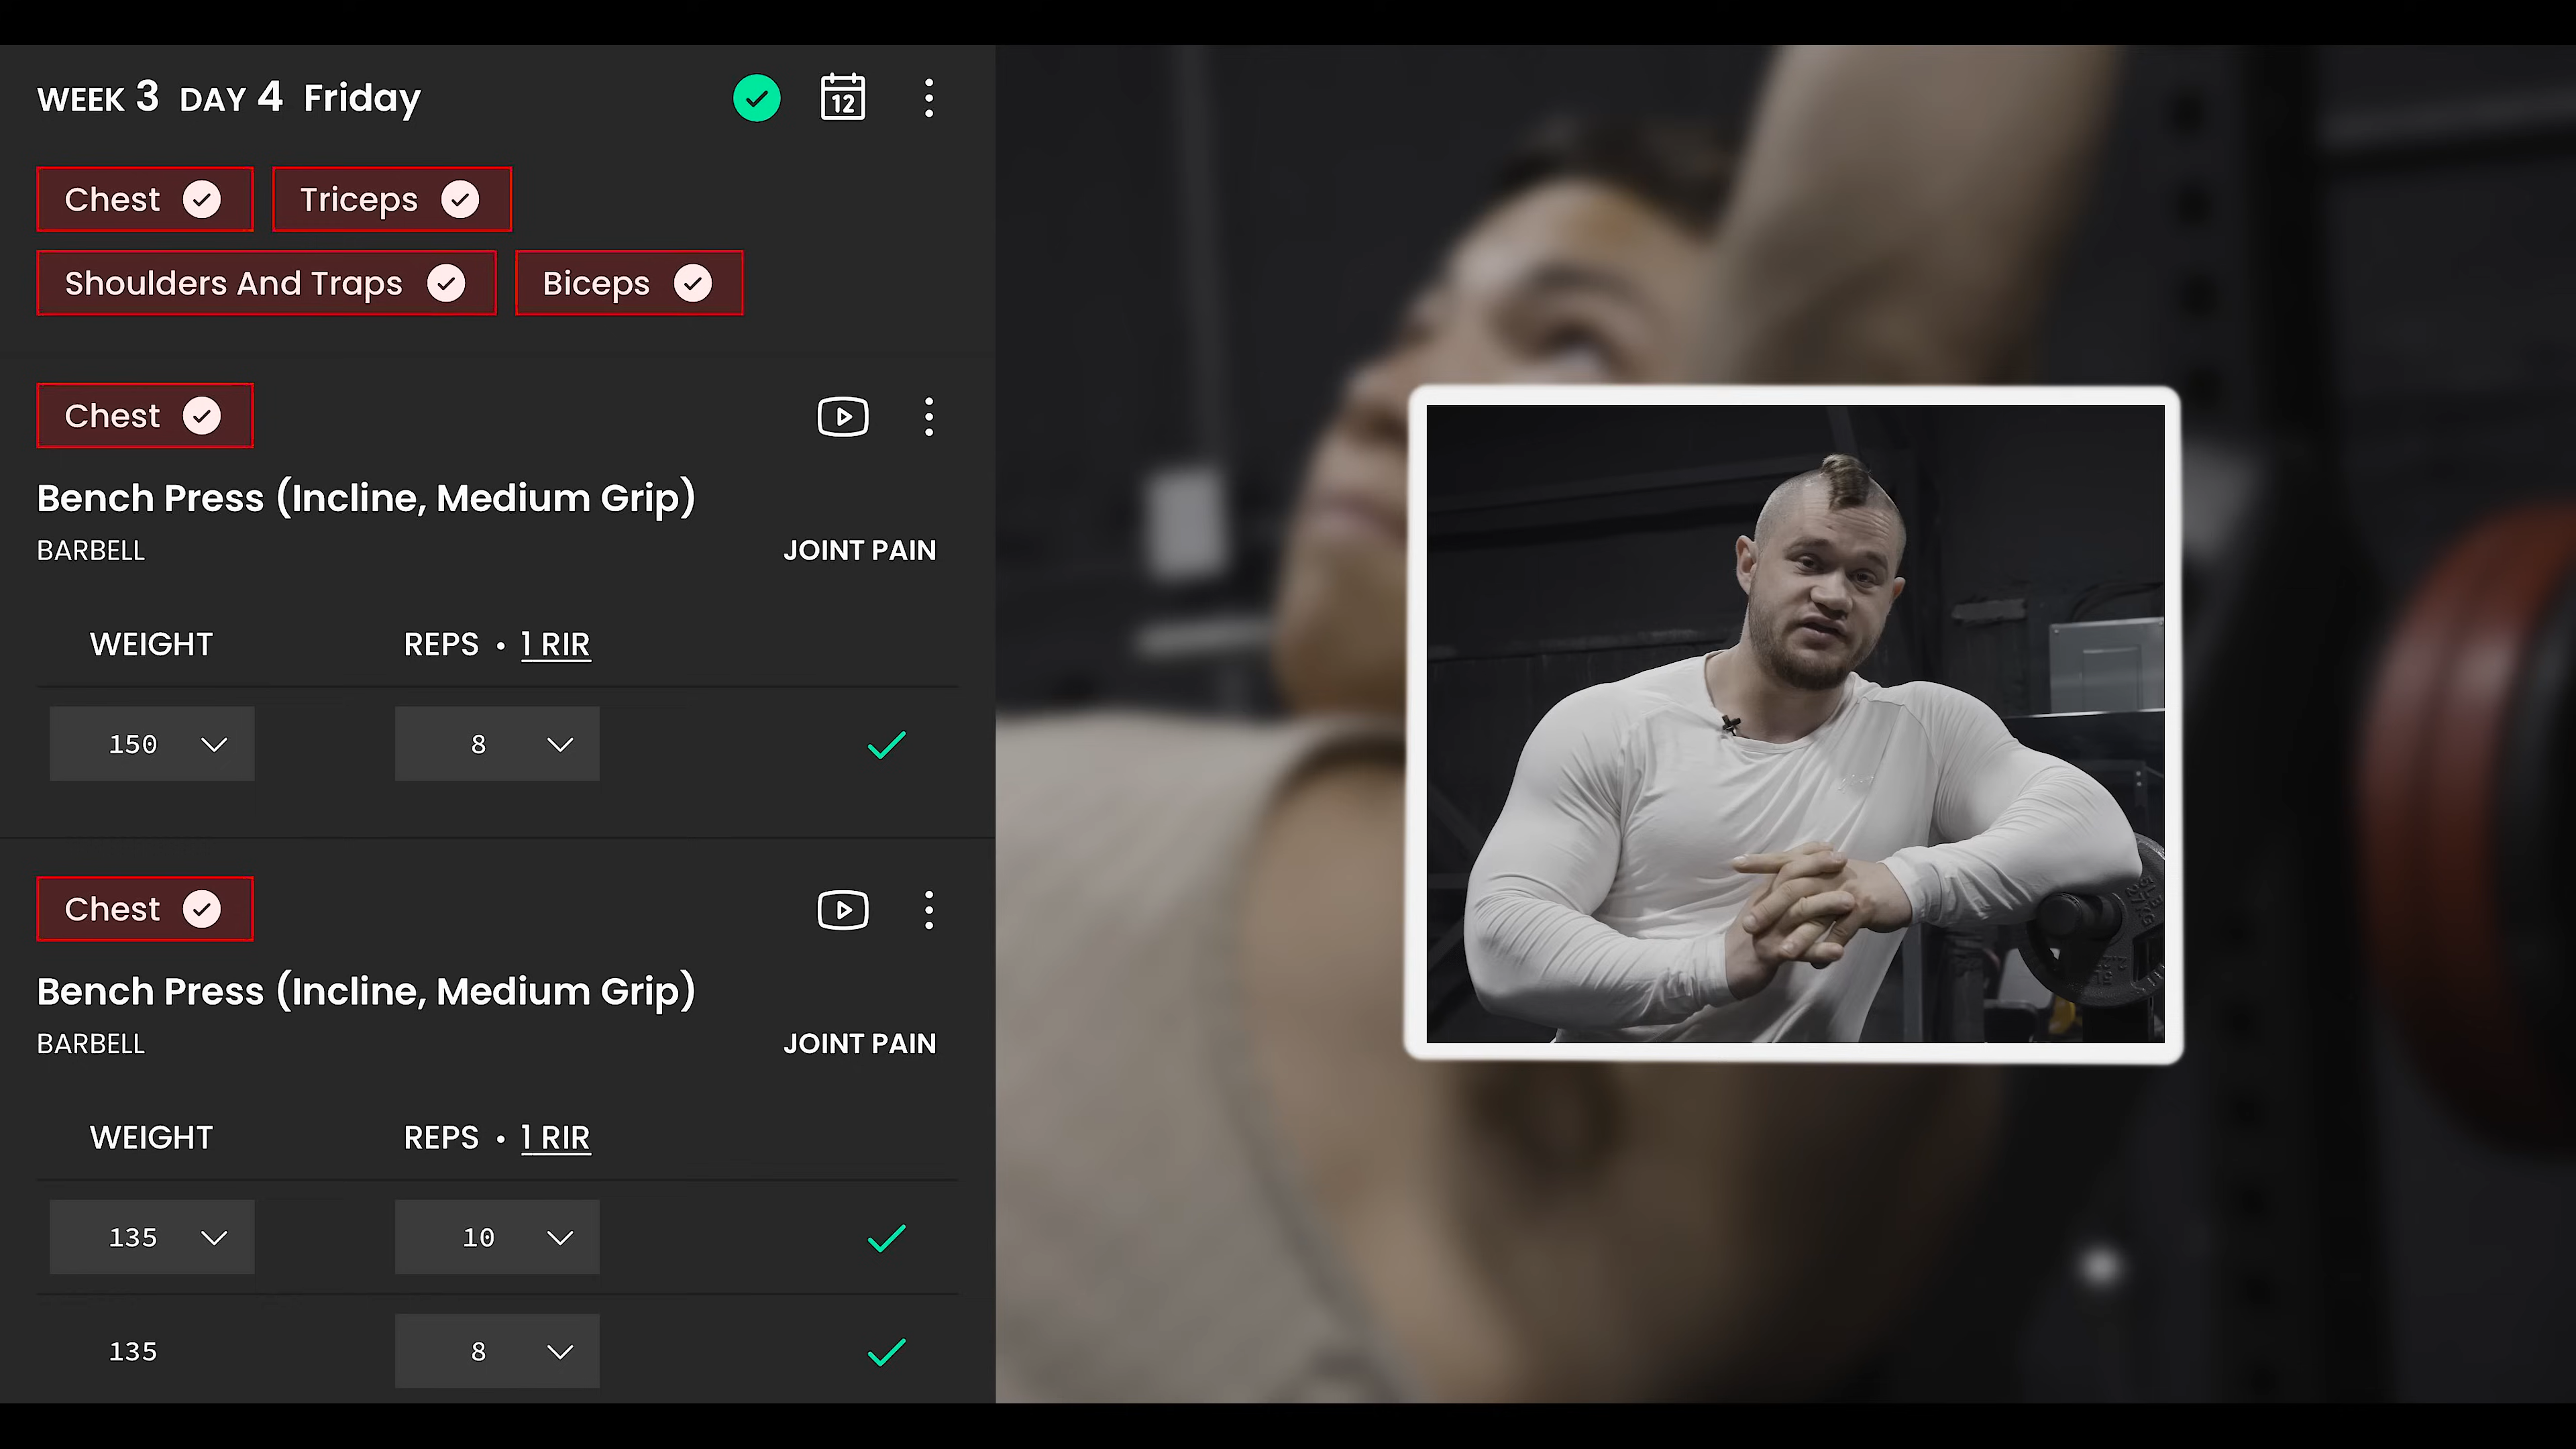 WEEK 3 DAY 4 Friday
12
Chest
Triceps
Shoulders And Traps
Biceps
Chest
Bench Press (Incline, Medium Grip)
BARBELL
JOINT PAIN
WEIGHT
REPS • 1 RIR
150
8
Chest
Bench Press (Incline, Medium Grip)
BARBELL
JOINT PAIN
WEIGHT
REPS • 1 RIR
135
10
135
8